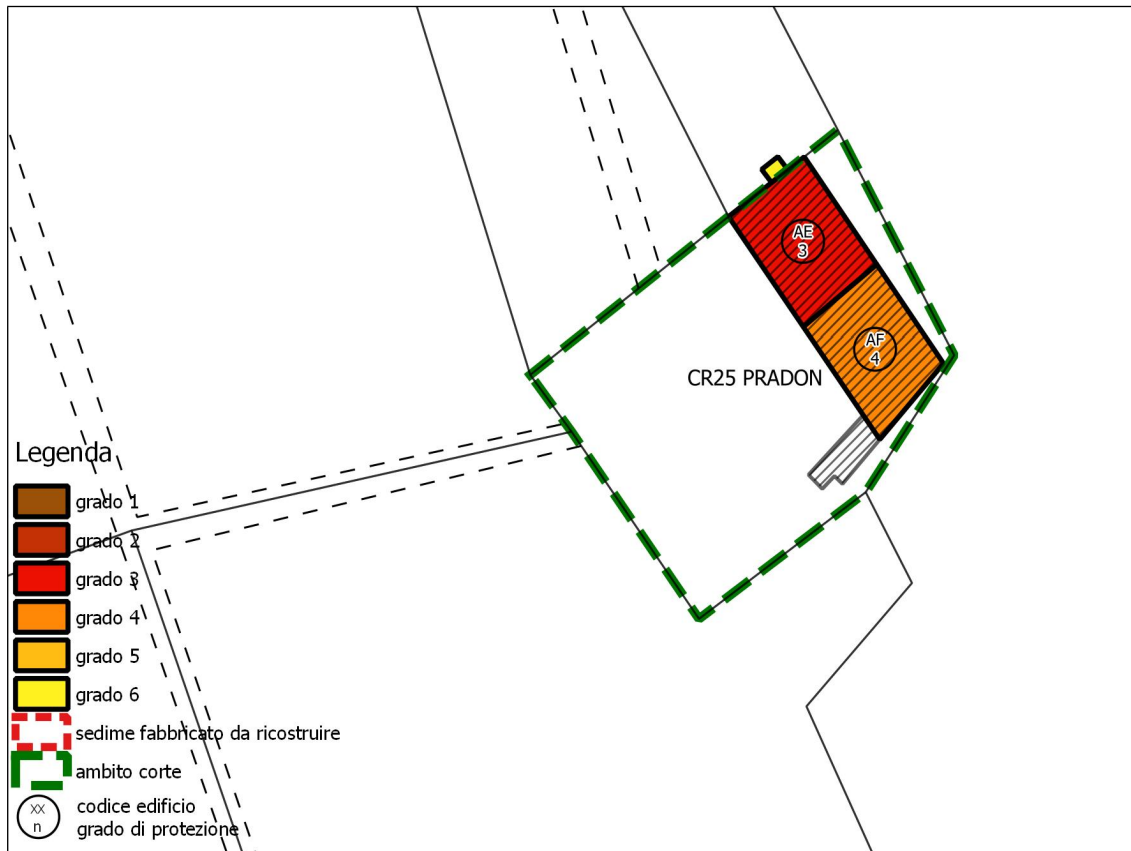 AE
3
AF
4
CR25 PRADON
Legenda
grado 1
grado 2
grado 3
grado 4
grado 5
grado 6
sedime fabbricato da ricostruire
ambito corte
xx
n
codice edificio
grado di protezione